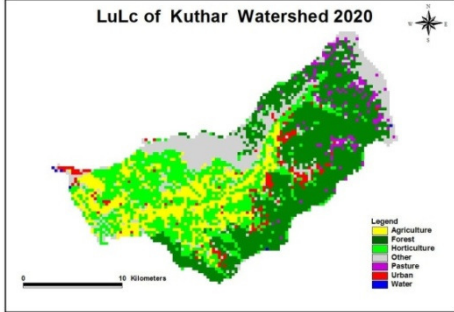 LuLc of Kuthar Watershed 2020
N
W
E
S
Legend
Agriculture
Forest
Horticulture
Other
Pasture
Urban
Water
0 10 Kilometers